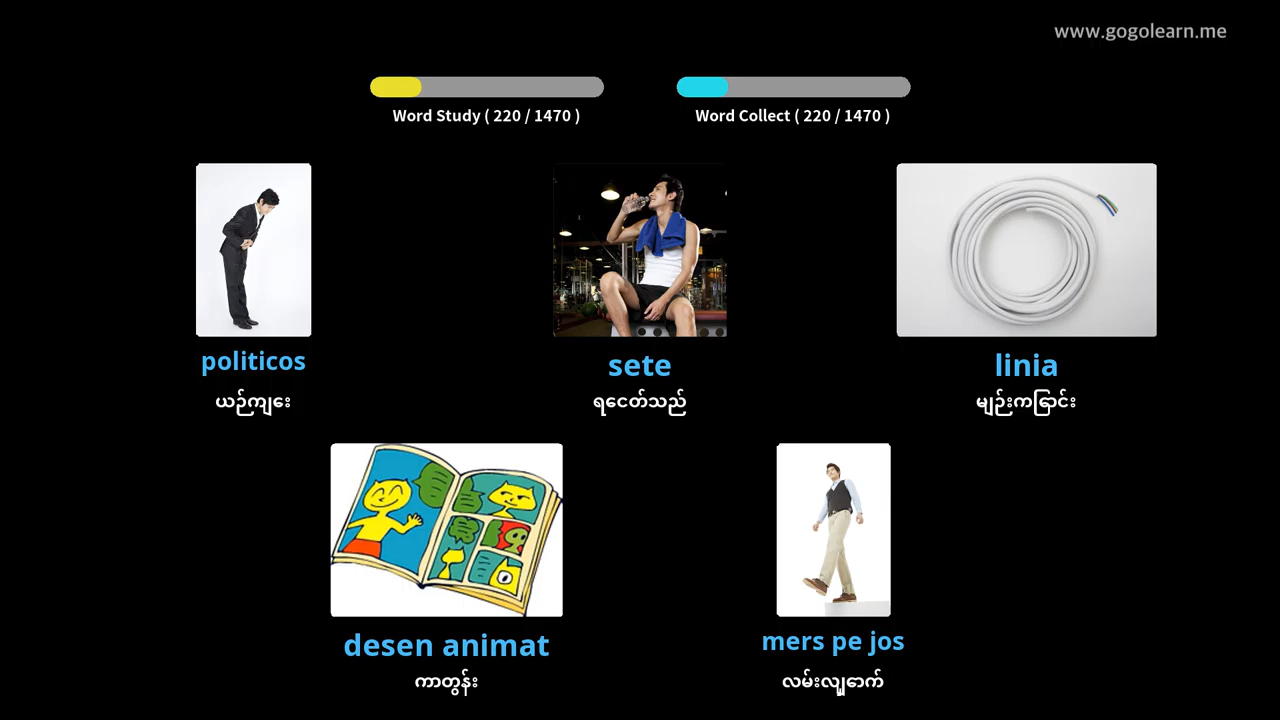 www.gogolearn.me
Word Study ( 220 / 1470 )
Word Collect ( 220 / 1470 )
politicos
ယဉ်ကျေး
sete
ရငေတ်သည်
linia
မျဉ်းကြောင်း
desen animat
ကာတွန်း
mers pe jos
လမ်းလျှောက်